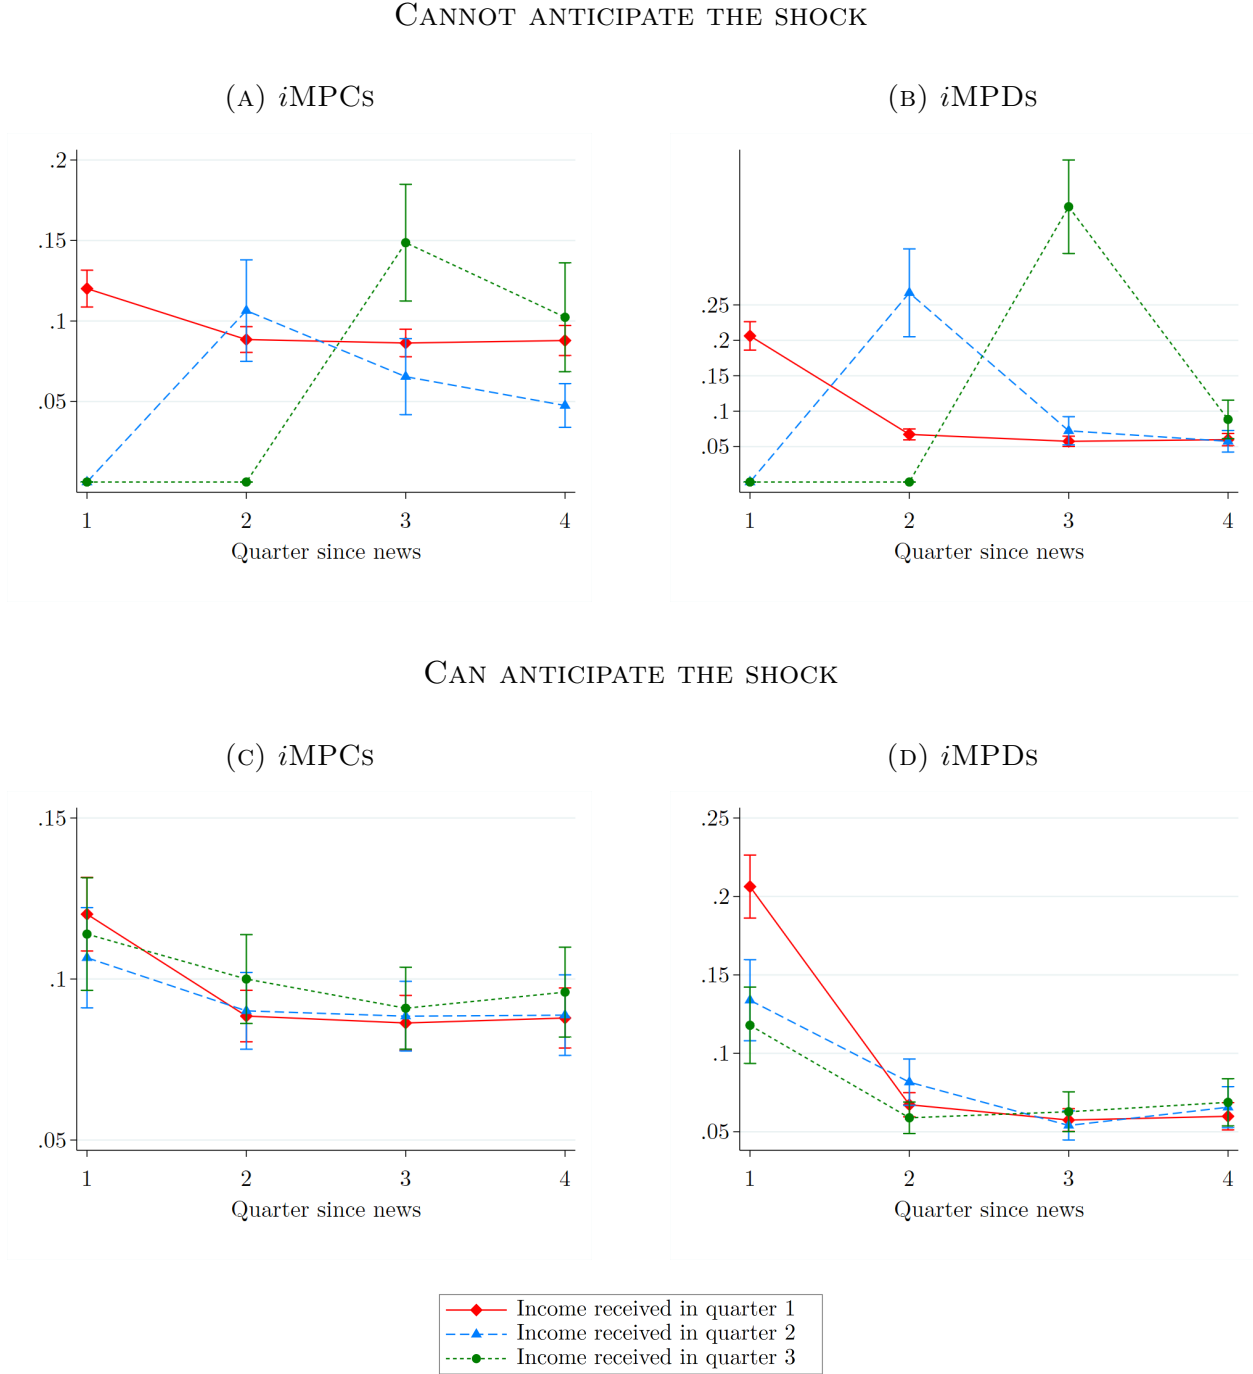 CANNOT ANTICIPATE THE SHOCK
(A) iMPCs
(B) iMPDs
.2
.15
.1
.05
1 2 3 4
Quarter since news
.25
.2
.15
.1
.05
1 2 3 4
Quarter since news
CAN ANTICIPATE THE SHOCK
(C) iMPCs
(D) iMPDs
.15
.1
.05
1 2 3 4
Quarter since news
.25
.2
.15
.1
.05
1 2 3 4
Quarter since news
Income received in quarter 1
Income received in quarter 2
Income received in quarter 3